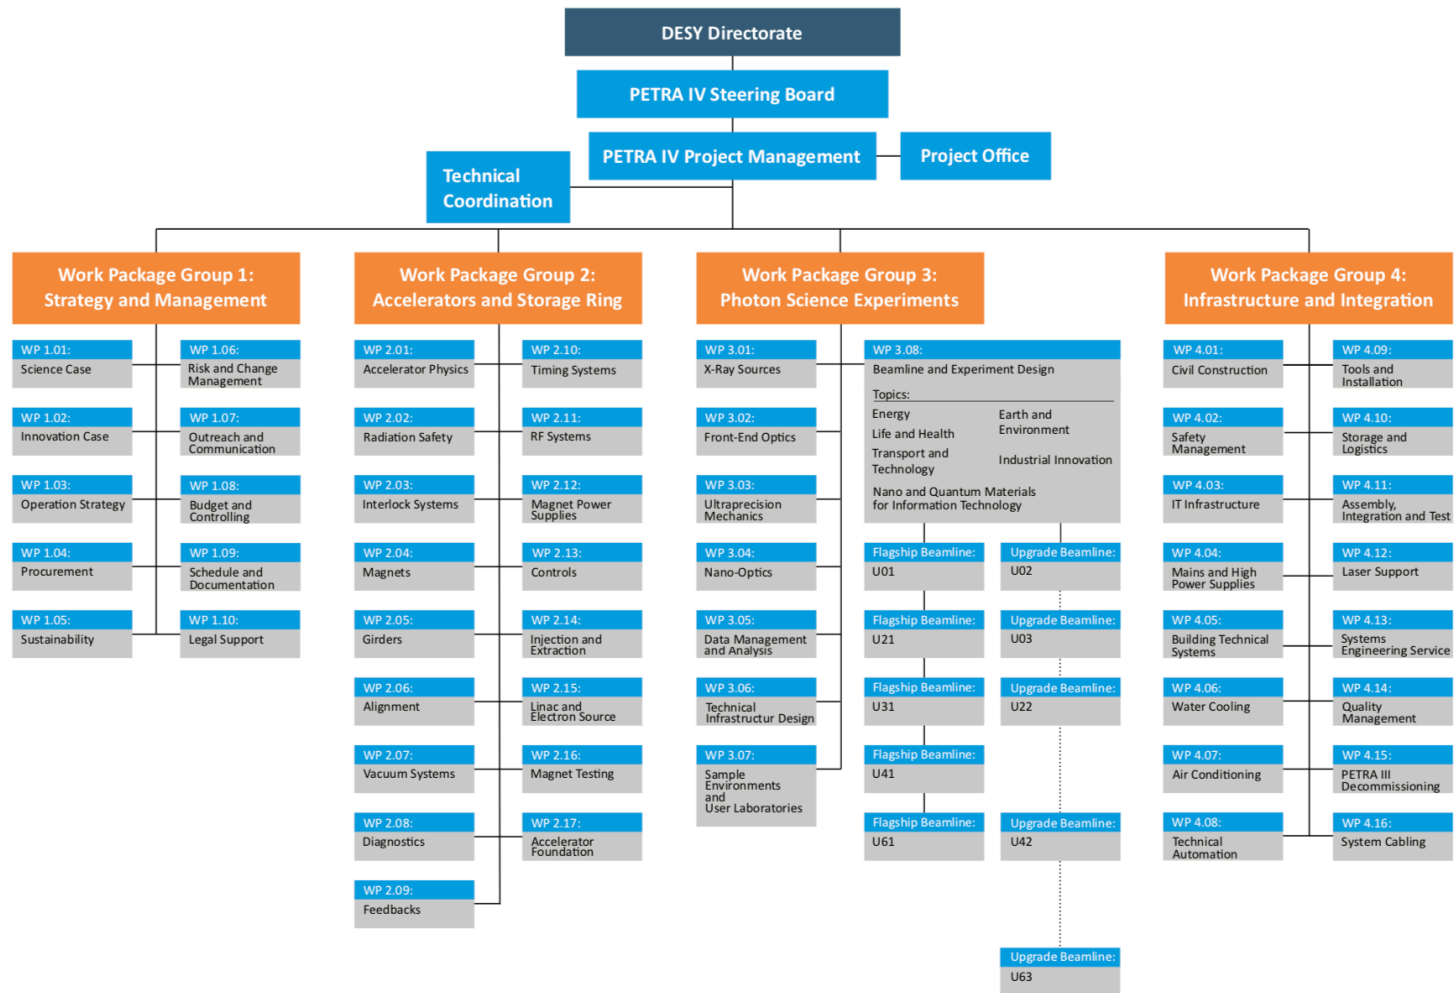 DESY Directorate
PETRA IV Steering Board
PETRA IV Project Management
Project Office
Technical
Coordination
Work Package Group 1:
Strategy and Management
WP 1.01:
Science Case
WP 1.06:
Risk and Change
Management
WP 1.02:
Innovation Case
WP 1.07:
Outreach and
Communication
WP 1.03:
Operation Strategy
WP 1.08:
Budget and
Controlling
WP 1.04:
Procurement
WP 1.09:
Schedule and
Documentation
WP 1.05:
Sustainability
WP 1.10:
Legal Support
Work Package Group 2:
Accelerators and Storage Ring
WP 2.01:
Accelerator Physics
WP 2.10:
Timing Systems
WP 2.02:
Radiation Safety
WP 2.11:
RF Systems
WP 2.03:
Interlock Systems
WP 2.12:
Magnet Power
Supplies
WP 2.04:
Magnets
WP 2.13:
Controls
WP 2.05:
Girders
WP 2.14:
Injection and
Extraction
WP 2.06:
Alignment
WP 2.15:
Linac and
Electron Source
WP 2.07:
Vacuum Systems
WP 2.16:
Magnet Testing
WP 2.08:
Diagnostics
WP 2.17:
Accelerator
Foundation
WP 2.09:
Feedbacks
Work Package Group 3:
Photon Science Experiments
WP 3.01:
X-Ray Sources
WP 3.02:
Front-End Optics
WP 3.03:
Ultraprecision
Mechanics
WP 3.04:
Nano-Optics
WP 3.05:
Data Management
and Analysis
WP 3.06:
Technical
Infrastructur Design
WP 3.07:
Sample
Environments
and
User Laboratories
WP 3.08:
Beamline and Experiment Design
Topics:
Energy
Life and Health
Transport and
Technology
Earth and
Environment
Industrial Innovation
Nano and Quantum Materials
for Information Technology
Flagship Beamline:
U01
Upgrade Beamline:
U02
Flagship Beamline:
U21
Upgrade Beamline:
U03
Flagship Beamline:
U31
Upgrade Beamline:
U22
Flagship Beamline:
U41
Flagship Beamline:
U61
Upgrade Beamline:
U42
Upgrade Beamline:
U63
Work Package Group 4:
Infrastructure and Integration
WP 4.01:
Civil Construction
WP 4.09:
Tools and
Installation
WP 4.02:
Safety
Management
WP 4.10:
Storage and
Logistics
WP 4.03:
IT Infrastructure
WP 4.11:
Assembly,
Integration and Test
WP 4.04:
Mains and High
Power Supplies
WP 4.12:
Laser Support
WP 4.05:
Building Technical
Systems
WP 4.13:
Systems
Engineering Service
WP 4.06:
Water Cooling
WP 4.14:
Quality
Management
WP 4.07:
Air Conditioning
WP 4.15:
PETRA III
Decommissioning
WP 4.08:
Technical
Automation
WP 4.16:
System Cabling